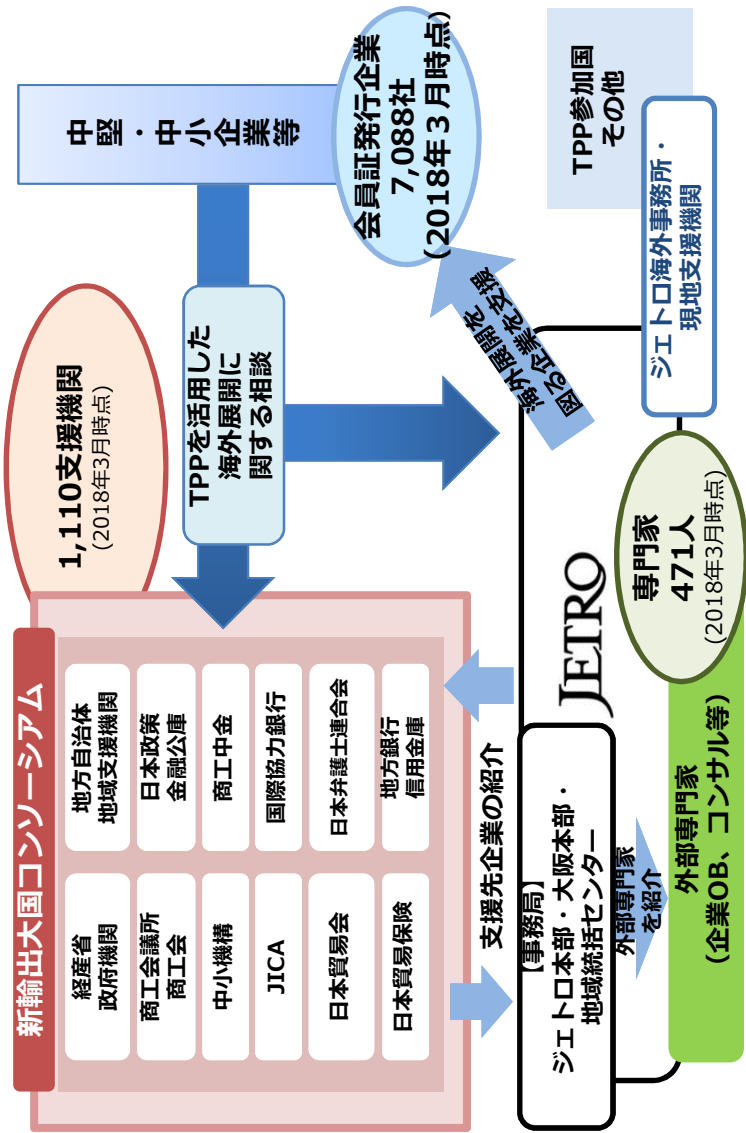 新輸出大国コンソーシアム
1,110支援機関
(2018年3月時点)
経産省
政府機関
商工会議所
商工会
中小機構
JICA
日本貿易会
日本貿易保険
地方自治体
地域支援機関
日本政策
金融公庫
商工中金
国際協力銀行
日本弁護士連合会
地方銀行
信用金庫
TPPを活用した
海外展開に
関する相談
中堅・中小企業等
会員証発行企業
7,088社
(2018年3月時点)
支援先企業の紹介
海外展開を
図る企業を支援
【事務局】
ジェトロ本部・大阪本部・
地域統括センター
JETRO
外部専門家
を紹介
外部専門家
(企業OB、コンサル等)
専門家
471人
(2018年3月時点)
ジェトロ海外事務所・
現地支援機関
TPP参加国
その他